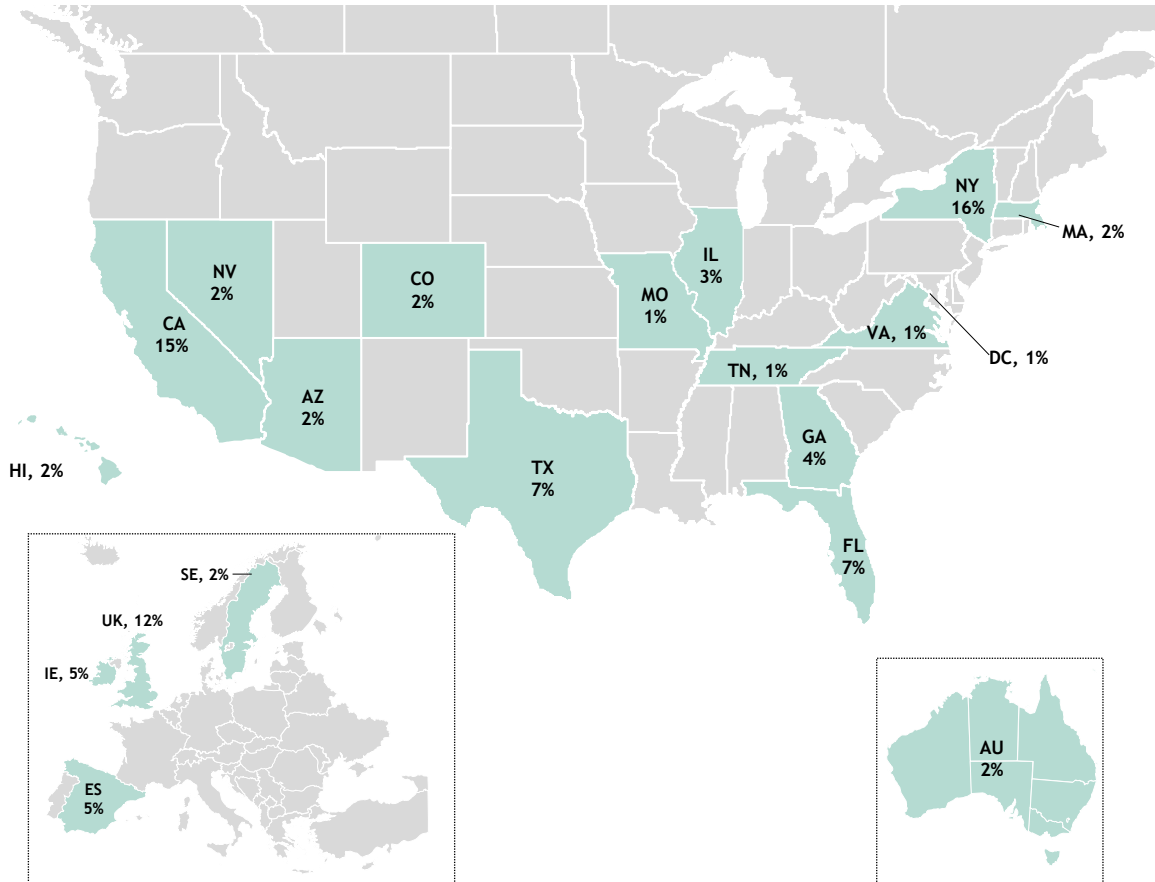 NY
16%
MA, 2%
IL
3%
NV
2%
CO
2%
MO
1%
CA
15%
VA, 1%
DC, 1%
TN, 1%
AZ
2%
GA
4%
HI, 2%
TX
7%
FL
7%
SE, 2%
UK, 12%
IE, 5%
ES
5%
AU
2%